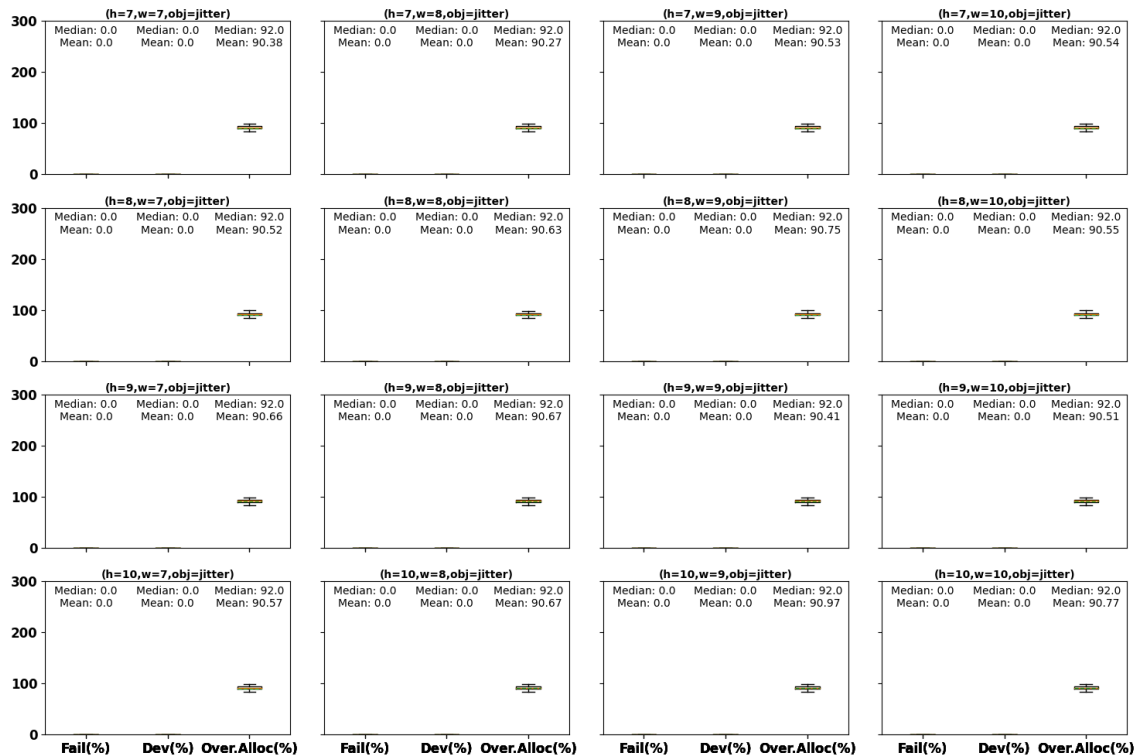 (h=7,w=7,obj=jitter) (h=7,w=8,obj=jitter) (h=7,w=9,obj=jitter) (h=7,w=10,obj=jitter)
300 Median: 0.0 Median: 0.0 Median: 92.0 Median: 0.0 Median: 0.0 Median: 92.0 Median: 0.0 Median: 0.0 Median: 92.0 Median: 0.0 Median: 0.0 Median: 92.0
Mean: 0.0 Mean: 0.0 Mean: 90.38 Mean: 0.0 Mean: 0.0 Mean: 90.27 Mean: 0.0 Mean: 0.0 Mean: 90.53 Mean: 0.0 Mean: 0.0 Mean: 90.54
200
100
0
(h=8,w=7,obj=jitter) (h=8,w=8,obj=jitter) (h=8,w=9,obj=jitter) (h=8,w=10,obj=jitter)
300 Median: 0.0 Median: 0.0 Median: 92.0 Median: 0.0 Median: 0.0 Median: 92.0 Median: 0.0 Median: 0.0 Median: 92.0 Median: 0.0 Median: 0.0 Median: 92.0
Mean: 0.0 Mean: 0.0 Mean: 90.52 Mean: 0.0 Mean: 0.0 Mean: 90.63 Mean: 0.0 Mean: 0.0 Mean: 90.75 Mean: 0.0 Mean: 0.0 Mean: 90.55
200
100
0
(h=9,w=7,obj=jitter) (h=9,w=8,obj=jitter) (h=9,w=9,obj=jitter) (h=9,w=10,obj=jitter)
300 Median: 0.0 Median: 0.0 Median: 92.0 Median: 0.0 Median: 0.0 Median: 92.0 Median: 0.0 Median: 0.0 Median: 92.0 Median: 0.0 Median: 0.0 Median: 92.0
Mean: 0.0 Mean: 0.0 Mean: 90.66 Mean: 0.0 Mean: 0.0 Mean: 90.67 Mean: 0.0 Mean: 0.0 Mean: 90.41 Mean: 0.0 Mean: 0.0 Mean: 90.51
200
100
0
(h=10,w=7,obj=jitter) (h=10,w=8,obj=jitter) (h=10,w=9,obj=jitter) (h=10,w=10,obj=jitter)
300 Median: 0.0 Median: 0.0 Median: 92.0 Median: 0.0 Median: 0.0 Median: 92.0 Median: 0.0 Median: 0.0 Median: 92.0 Median: 0.0 Median: 0.0 Median: 92.0
Mean: 0.0 Mean: 0.0 Mean: 90.57 Mean: 0.0 Mean: 0.0 Mean: 90.67 Mean: 0.0 Mean: 0.0 Mean: 90.97 Mean: 0.0 Mean: 0.0 Mean: 90.77
200
100
0
Fail(%) Dev(%) Over.Alloc(%) Fail(%) Dev(%) Over.Alloc(%) Fail(%) Dev(%) Over.Alloc(%) Fail(%) Dev(%) Over.Alloc(%)